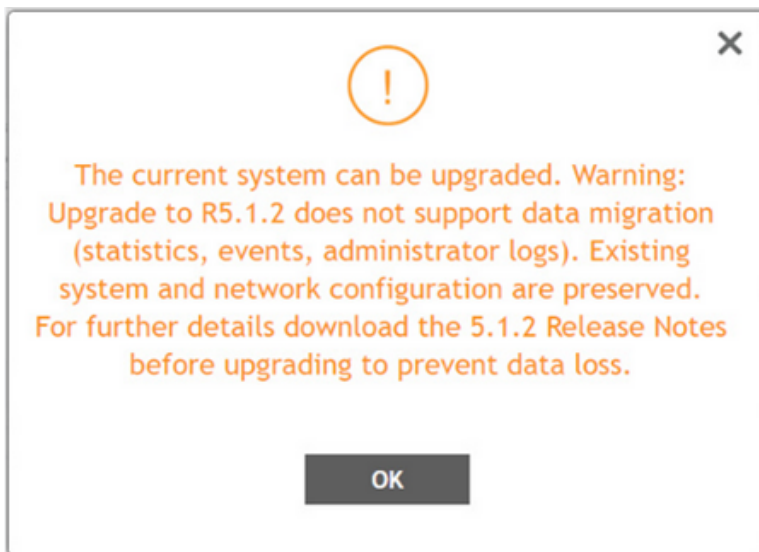 !
The current system can be upgraded. Warning:
Upgrade to R5.1.2 does not support data migration
(statistics, events, administrator logs). Existing
system and network configuration are preserved.
For further details download the 5.1.2 Release Notes
before upgrading to prevent data loss.
OK